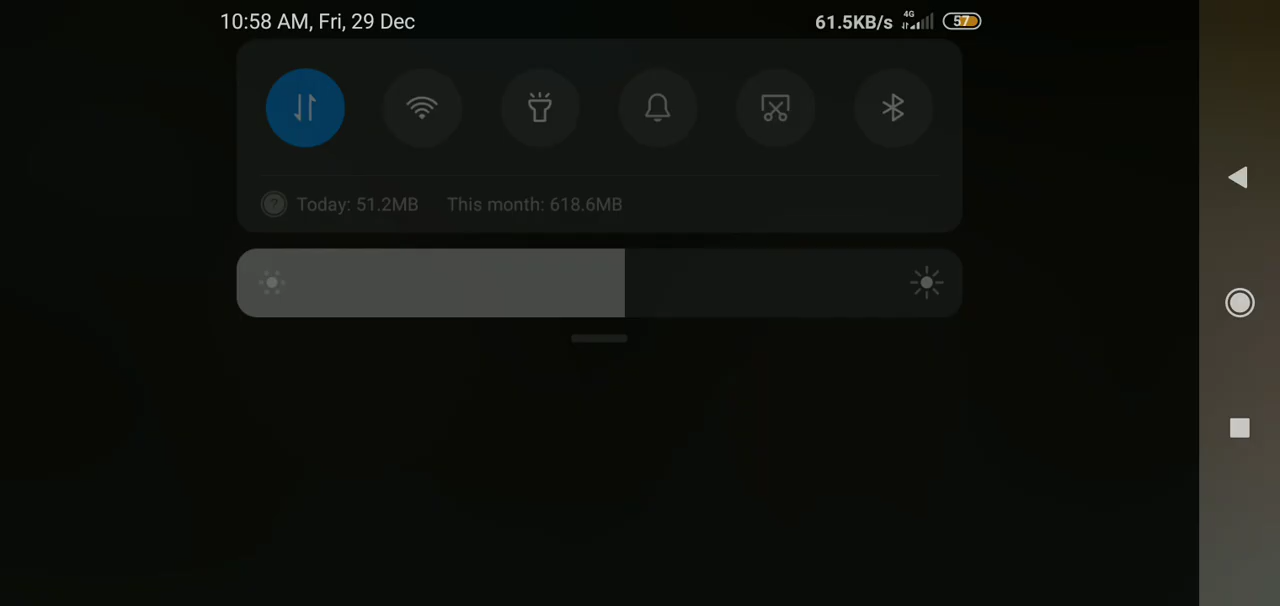 10:58 AM, Fri, 29 Dec 61.5KB/s 4G 57
? Today: 51.2MB This month: 618.6MB